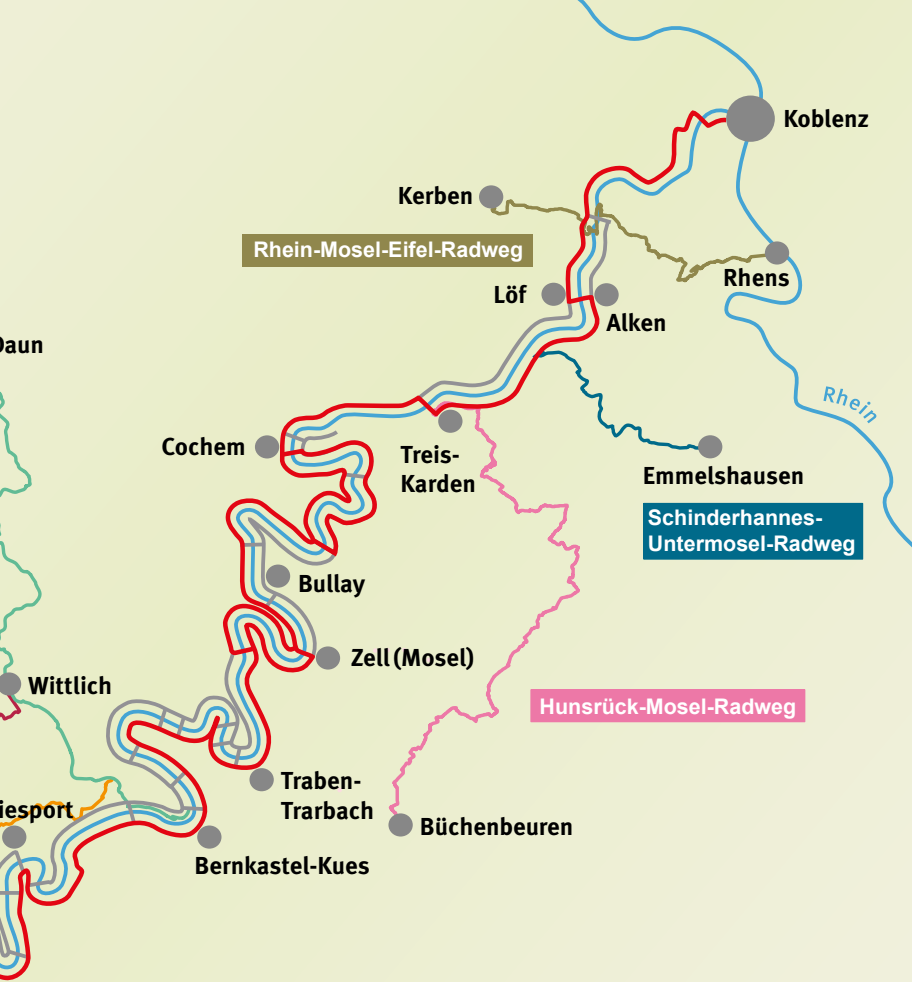 Koblenz
Kerben
Rhein-Mosel-Eifel-Radweg
Rhens
Löf
Alken
Daun
Rhein
Cochem
Treis-
Karden
Emmelshausen
Schinderhannes-
Untermosel-Radweg
Bullay
Zell (Mosel)
Wittlich
Hunsrück-Mosel-Radweg
Traben-
Trarbach
iesport
Büchenbeuren
Bernkastel-Kues